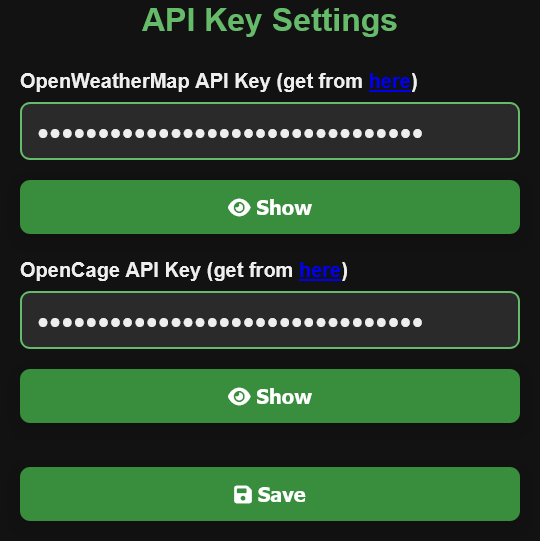 API Key Settings
OpenWeatherMap API Key (get from here)
••••••••••••••••••••••••••••••••
Show
OpenCage API Key (get from here)
••••••••••••••••••••••••••••••••
Show
Save